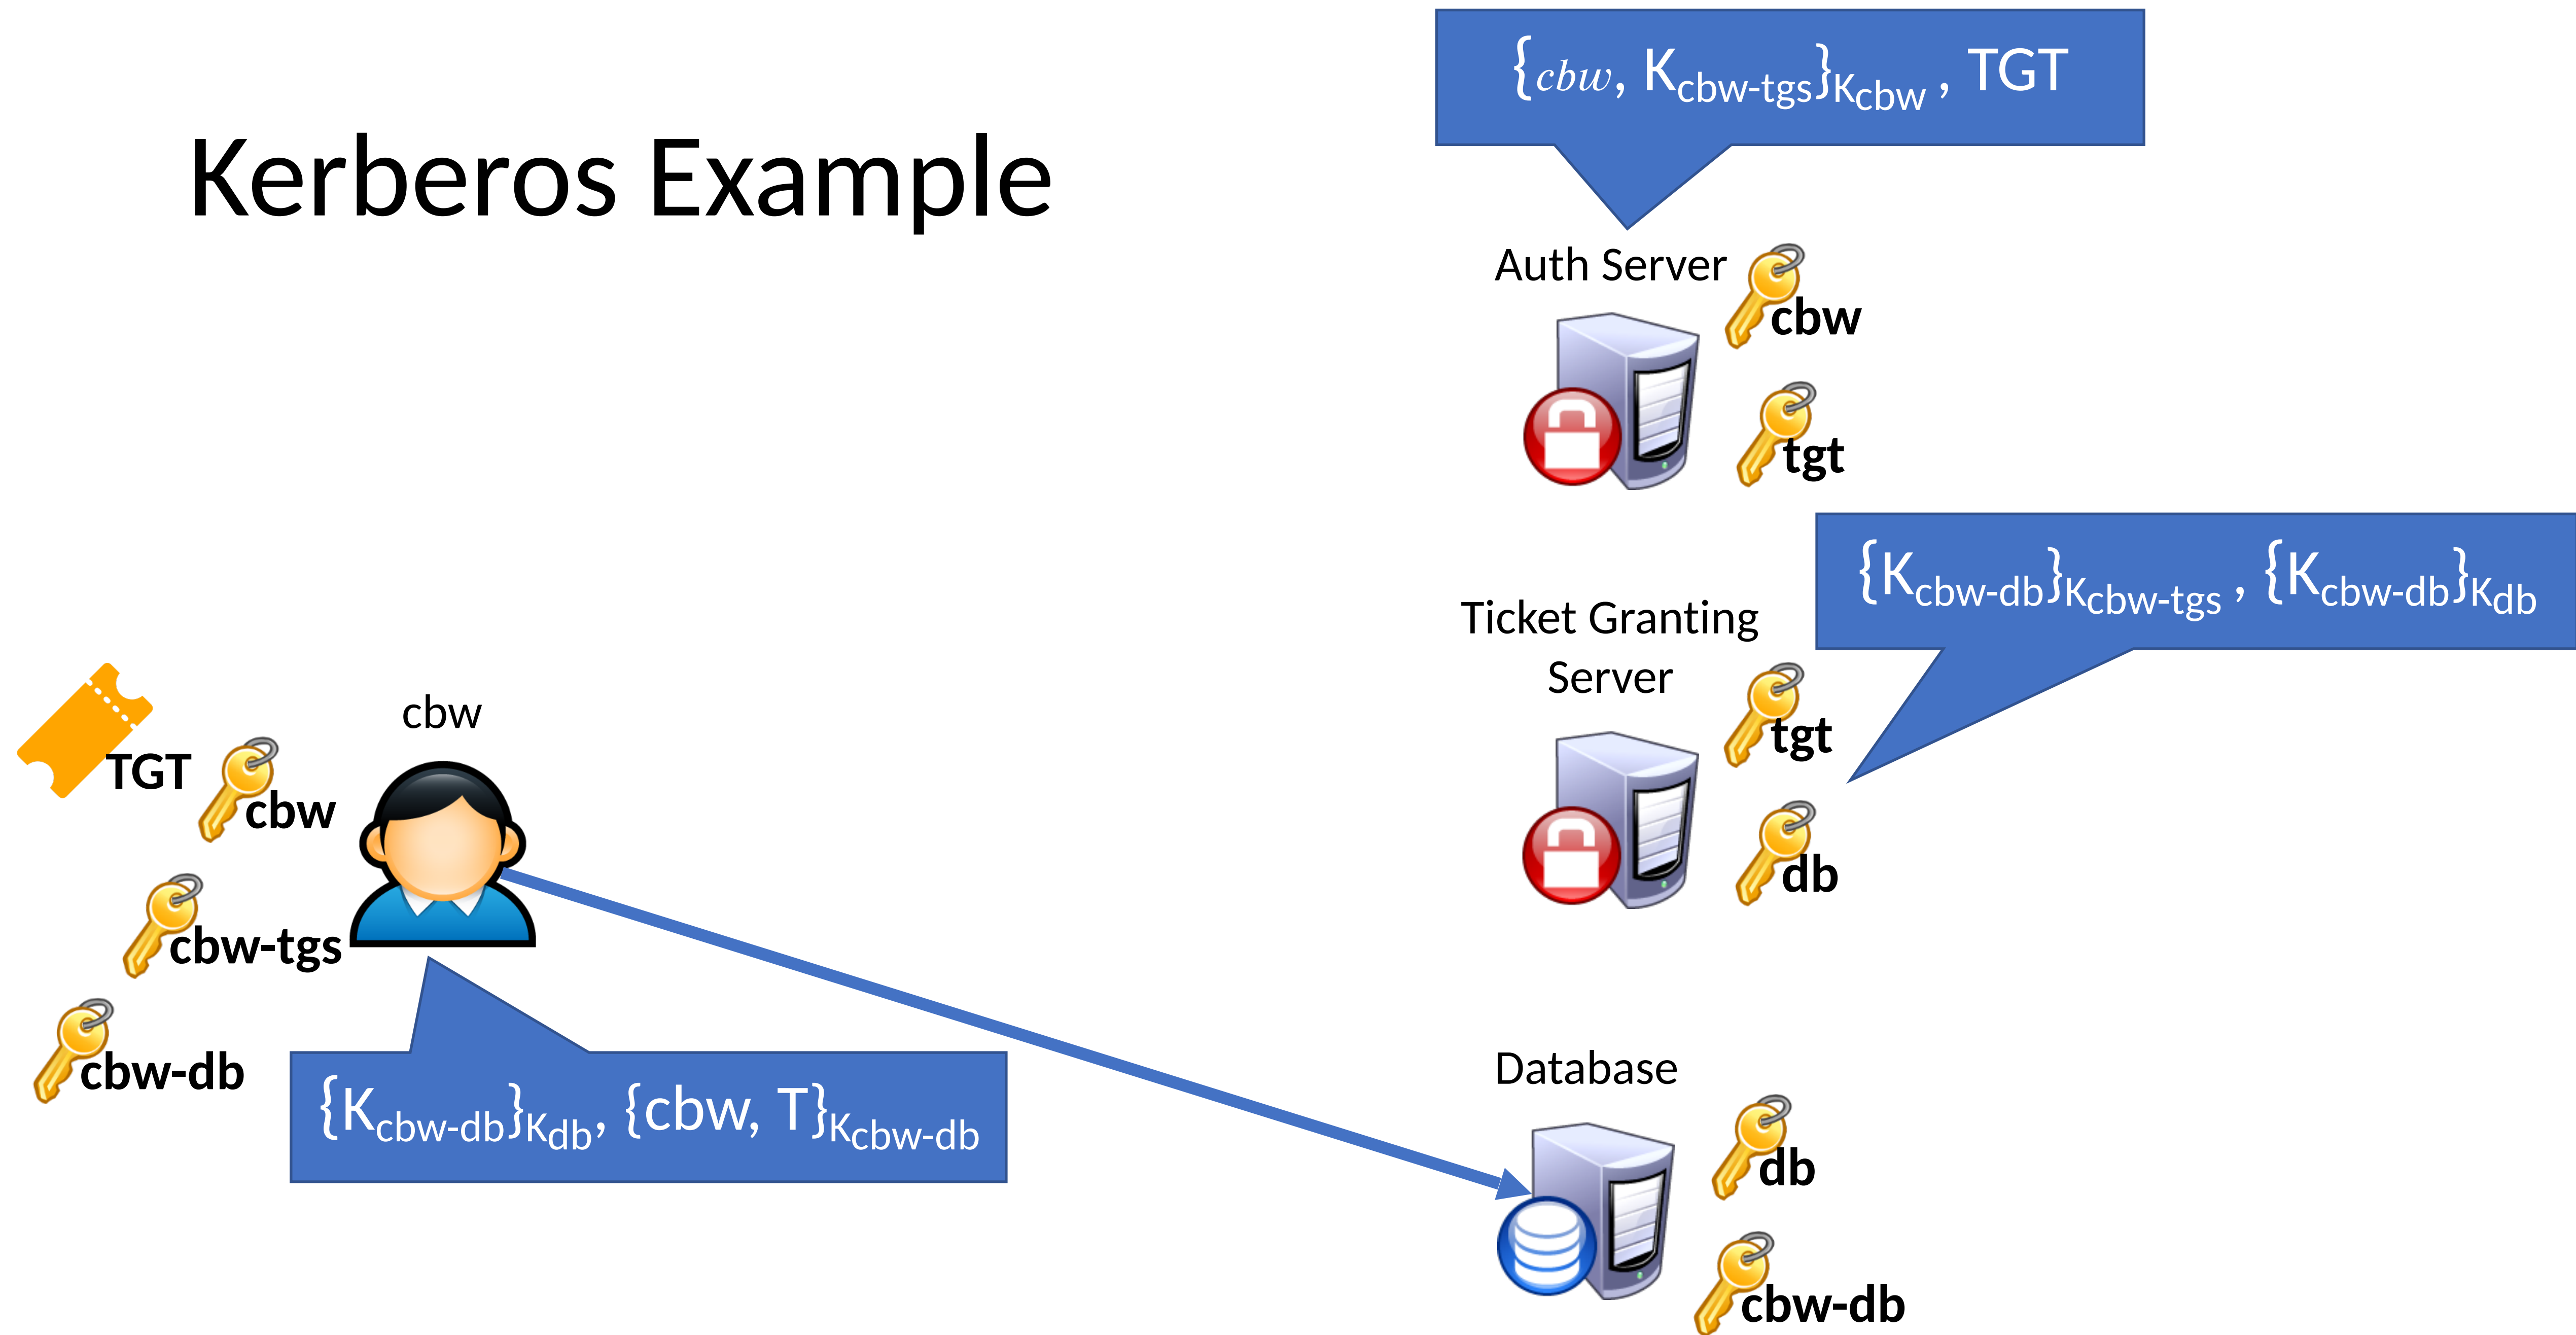 {cbw, Kcbw-tgs}Kcbw , TGT
Kerberos Example
Auth Server
cbw
tgt
{Kcbw-db}Kcbw-tgs , {Kcbw-db}Kdb
Ticket Granting
Server
tgt
db
cbw
TGT
cbw
cbw-tgs
cbw-db
{Kcbw-db}Kdb, {cbw, T}Kcbw-db
Database
db
cbw-db